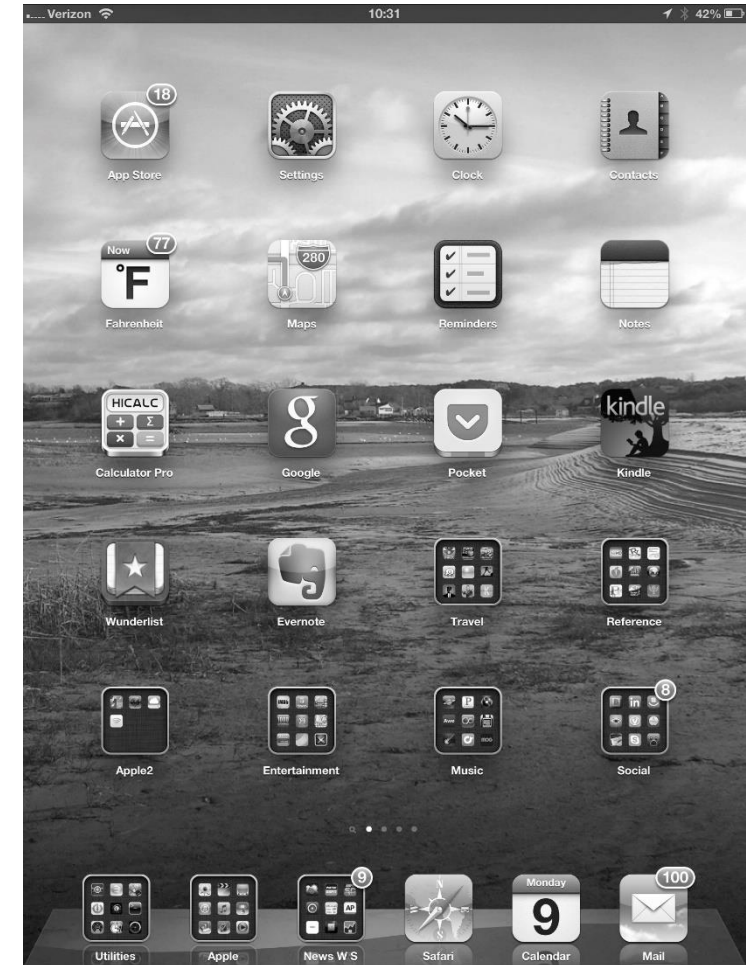 Verizon 10:31 42%
18
App Store Settings Clock Contacts
Now 77
°F 280
Fahrenheit Maps Reminders Notes
HICALC
+ Σ
× =
g kindle
Calculator Pro Google Pocket Kindle
Wunderlist Evernote Travel Reference
8
in
P
V
S
AP
Apple2 Entertainment Music Social
9 Monday 100
9
Utilities Apple News W S Safari Calendar Mail